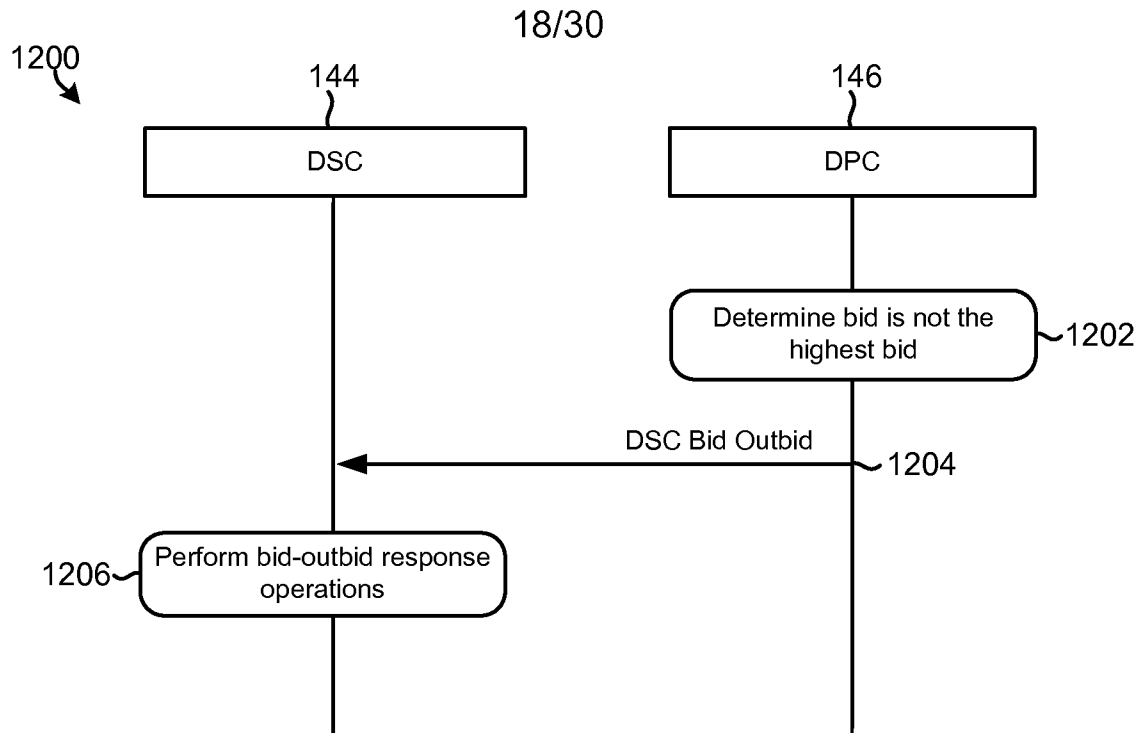 18/30
1200
144
146
DSC
DPC
Determine bid is not the
highest bid
1202
DSC Bid Outbid
1204
Perform bid-outbid response
operations
1206